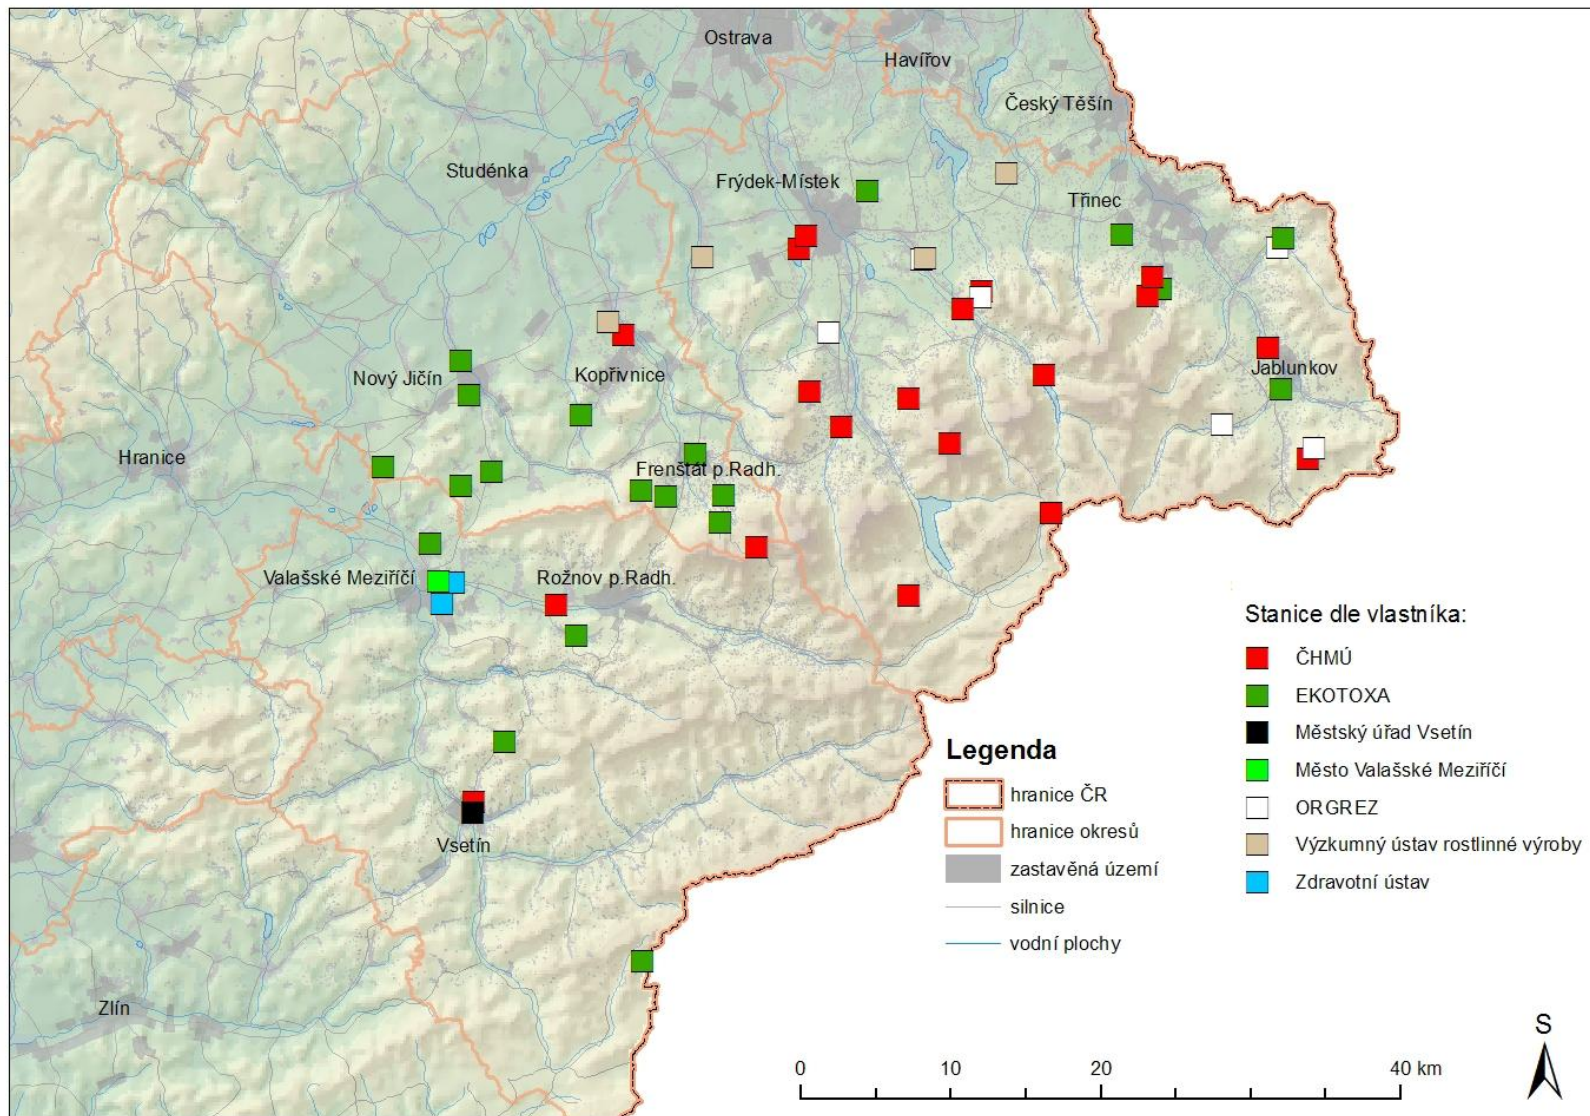 Ostrava
Havířov
Český Těšín
Studénka
Frýdek-Místek
Třinec
Nový Jičín
Kopřivnice
Jablunkov
Hranice
Frenštát p.Radh.
Valašské Meziříčí
Rožnov p.Radh.
Vsetín
Zlín
Stanice dle vlastníka:
ČHMÚ
EKOTOXA
Městský úřad Vsetín
Město Valašské Meziříčí
ORGREZ
Výzkumný ústav rostlinné výroby
Zdravotní ústav
Legenda
hranice ČR
hranice okresů
zastavěná území
silnice
vodní plochy
0 10 20 40 km
S